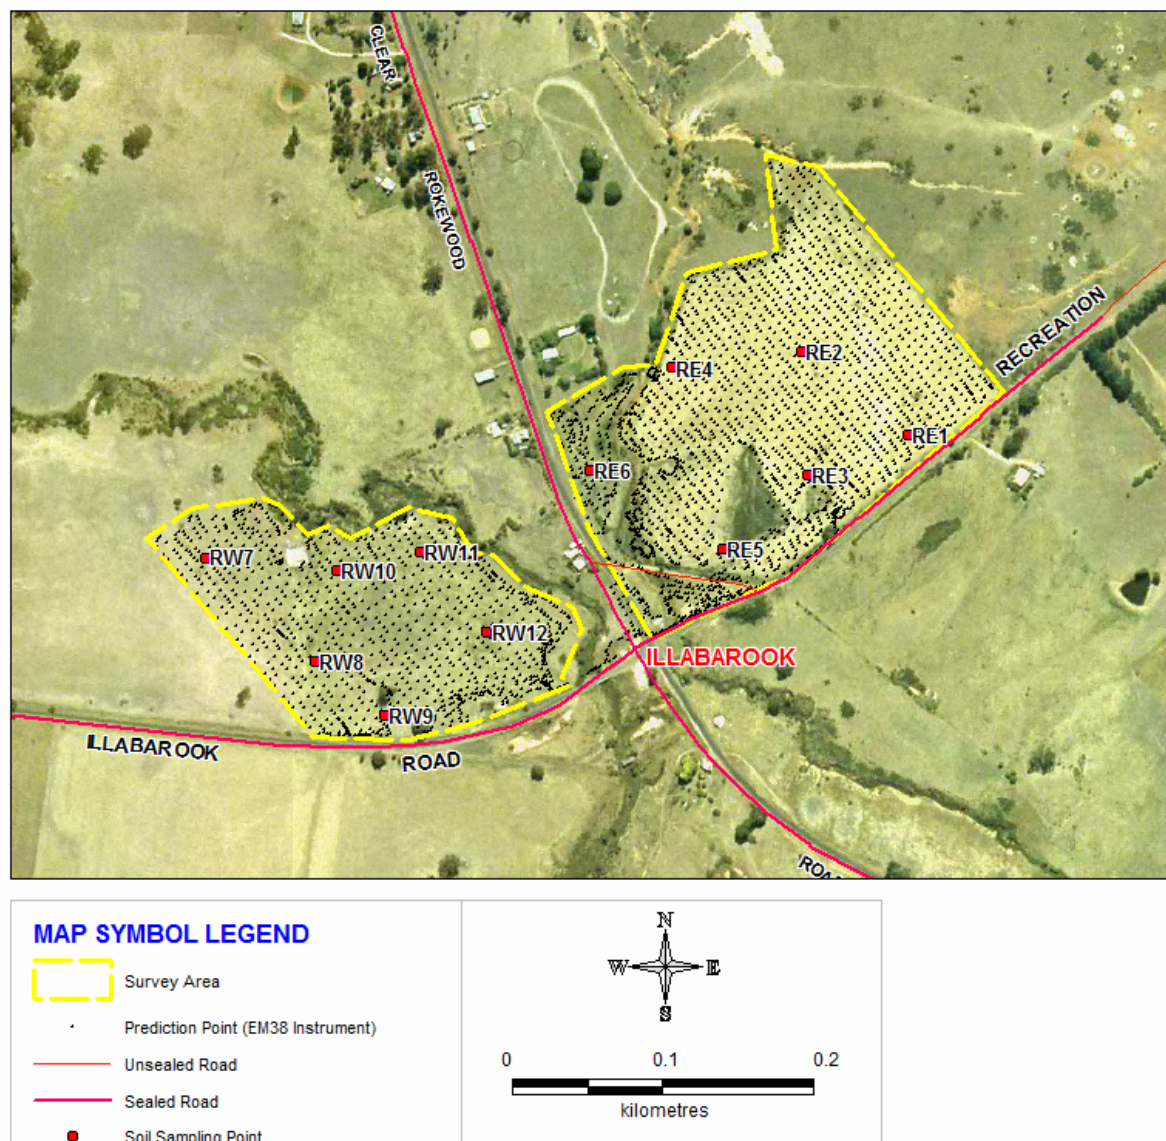 CLEAR
ROKEWOOD
RECREATION
RE2
RE4
RE1
RE6
RE3
RE5
RW11
RW7
RW10
RW12
RW8
RW9
ILLABAROOK
ILLABAROOK
ROAD
MAP SYMBOL LEGEND
Survey Area
Prediction Point (EM38 Instrument)
Unsealed Road
Sealed Road
Soil Sampling Point
N
W E
S
0 0.1 0.2
kilometres